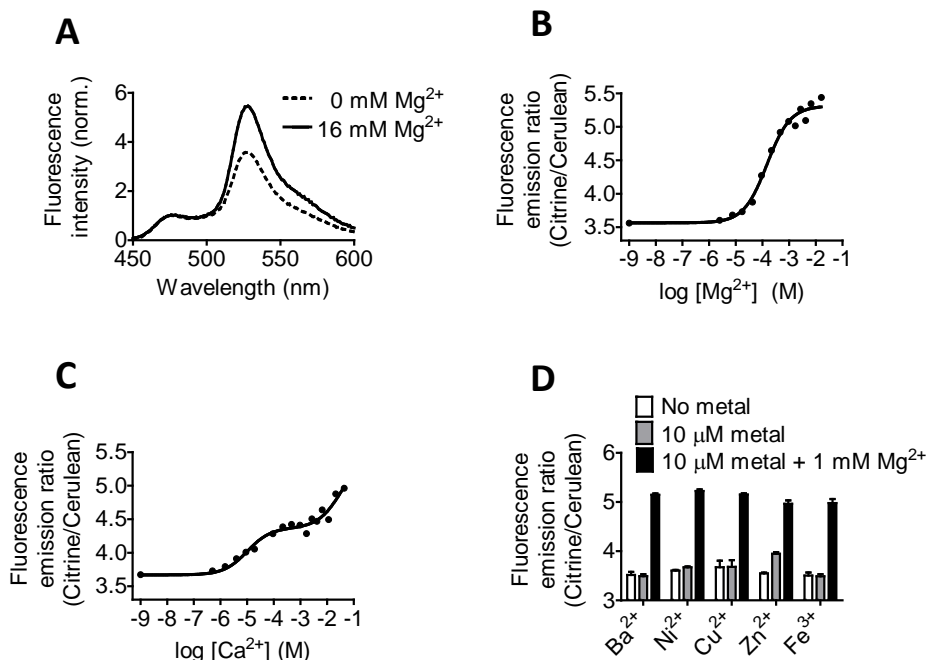 A
Fluorescence
intensity (norm.)
6
4
2
0
450 500 550 600
Wavelength (nm)
0 mM Mg²⁺
16 mM Mg²⁺
B
Fluorescence
emission ratio
(Citrine/Cerulean)
5.5
5.0
4.5
4.0
3.5
-9 -8 -7 -6 -5 -4 -3 -2 -1
log [Mg²⁺] (M)
C
Fluorescence
emission ratio
(Citrine/Cerulean)
5.5
5.0
4.5
4.0
3.5
-9 -8 -7 -6 -5 -4 -3 -2 -1
log [Ca²⁺] (M)
D
No metal
10 μM metal
10 μM metal + 1 mM Mg²⁺
Fluorescence
emission ratio
(Citrine/Cerulean)
6
5
4
3
Ba²⁺ Ni²⁺ Cu²⁺ Zn²⁺ Fe³⁺